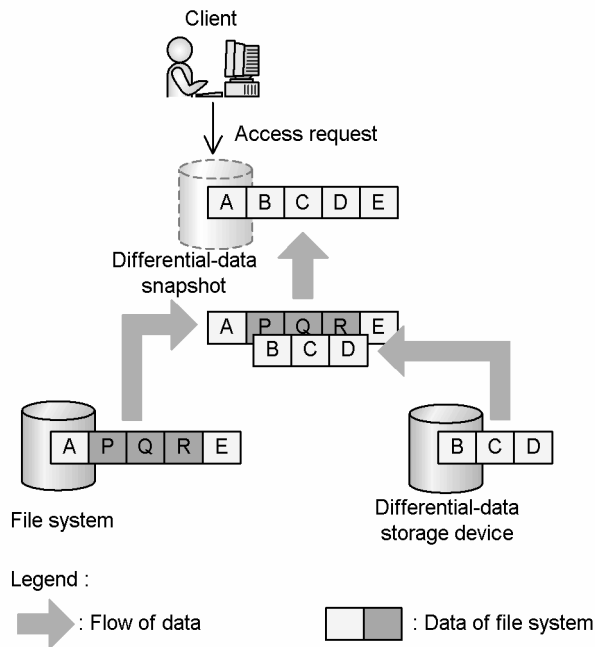 Client
Access request
A B C D E
Differential-data
snapshot
A P Q R E
B C D
A P Q R E
B C D
File system
Differential-data
storage device
Legend :
: Flow of data
: Data of file system